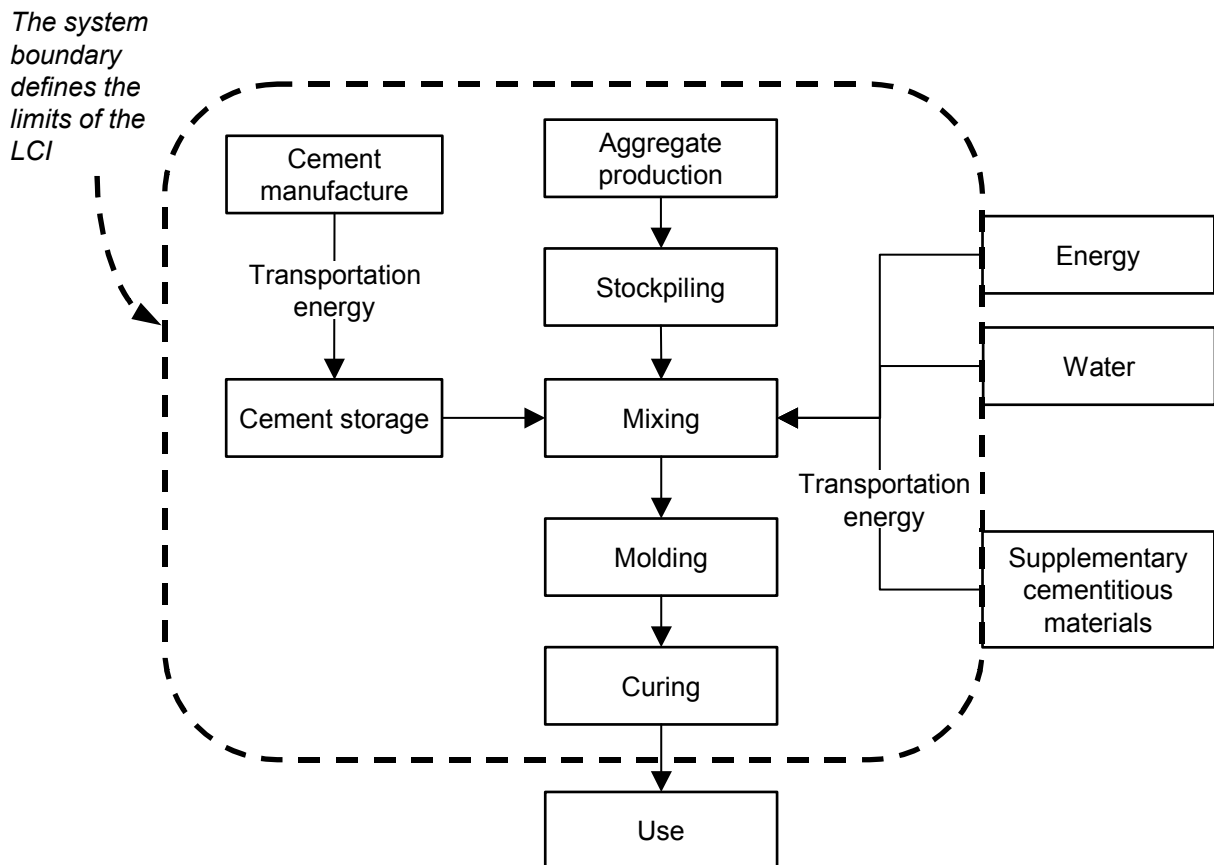 The system
boundary
defines the
limits of the
LCI
Cement
manufacture
Aggregate
production
Transportation
energy
Stockpiling
Energy
Water
Cement storage
Mixing
Transportation
energy
Molding
Supplementary
cementitious
materials
Curing
Use